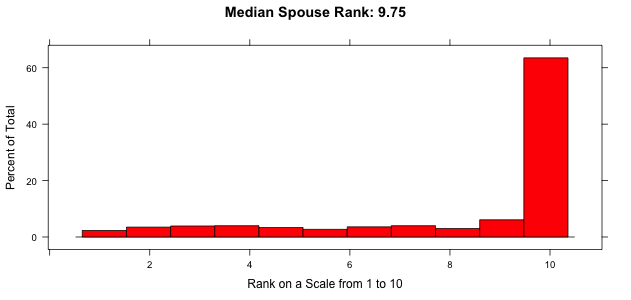 Median Spouse Rank: 9.75
60
40
20
0
Percent of Total
2 4 6 8 10
Rank on a Scale from 1 to 10